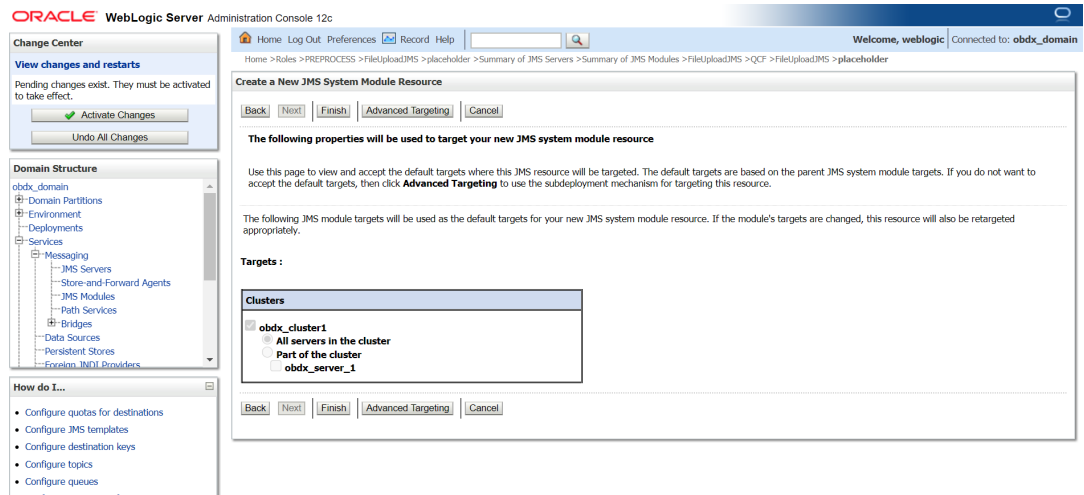 ORACLE WebLogic Server Administration Console 12c
Change Center
View changes and restarts
Pending changes exist. They must be activated
to take effect.
Activate Changes
Undo All Changes
Domain Structure
obdx_domain
Domain Partitions
Environment
Deployments
Services
Messaging
JMS Servers
Store-and-Forward Agents
JMS Modules
Path Services
Bridges
Data Sources
Persistent Stores
Foreign JNDI Providers
How do I...
Configure quotas for destinations
Configure JMS templates
Configure destination keys
Configure topics
Configure queues
Home Log Out Preferences Record Help
Welcome, weblogic Connected to: obdx_domain
Home >Roles >PREPROCESS >FileUploadJMS >placeholder >Summary of JMS Servers >Summary of JMS Modules >FileUploadJMS >QCF >FileUploadJMS >placeholder
Create a New JMS System Module Resource
Back Next Finish Advanced Targeting Cancel
The following properties will be used to target your new JMS system module resource
Use this page to view and accept the default targets where this JMS resource will be targeted. The default targets are based on the parent JMS system module targets. If you do not want to
accept the default targets, then click Advanced Targeting to use the subdeployment mechanism for targeting this resource.
The following JMS module targets will be used as the default targets for your new JMS system module resource. If the module's targets are changed, this resource will also be retargeted
appropriately.
Targets :
Clusters
obdx_cluster1
All servers in the cluster
Part of the cluster
obdx_server_1
Back Next Finish Advanced Targeting Cancel